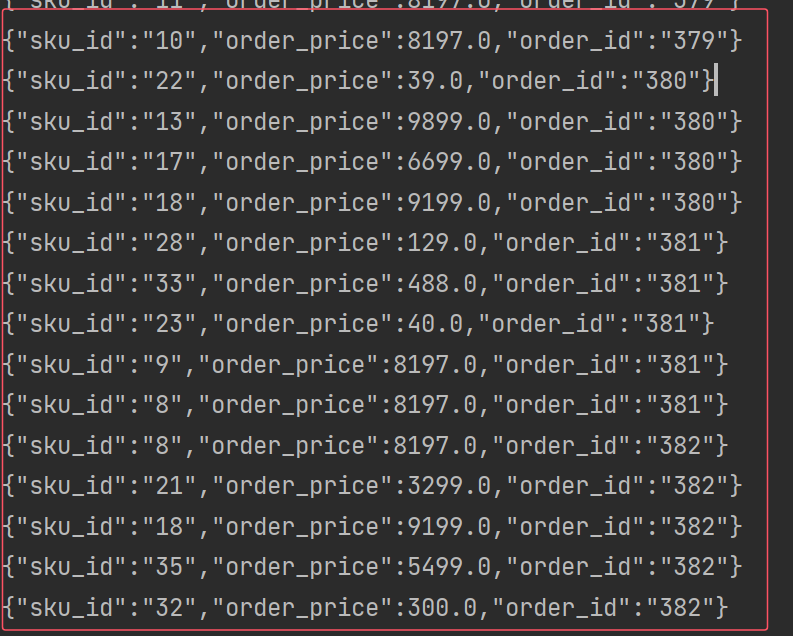 {"sku_id":"11","order_price":8197.0,"order_id":"379"}
{"sku_id":"10","order_price":8197.0,"order_id":"379"}
{"sku_id":"22","order_price":39.0,"order_id":"380"}
{"sku_id":"13","order_price":9899.0,"order_id":"380"}
{"sku_id":"17","order_price":6699.0,"order_id":"380"}
{"sku_id":"18","order_price":9199.0,"order_id":"380"}
{"sku_id":"28","order_price":129.0,"order_id":"381"}
{"sku_id":"33","order_price":488.0,"order_id":"381"}
{"sku_id":"23","order_price":40.0,"order_id":"381"}
{"sku_id":"9","order_price":8197.0,"order_id":"381"}
{"sku_id":"8","order_price":8197.0,"order_id":"381"}
{"sku_id":"8","order_price":8197.0,"order_id":"382"}
{"sku_id":"21","order_price":3299.0,"order_id":"382"}
{"sku_id":"18","order_price":9199.0,"order_id":"382"}
{"sku_id":"35","order_price":5499.0,"order_id":"382"}
{"sku_id":"32","order_price":300.0,"order_id":"382"}